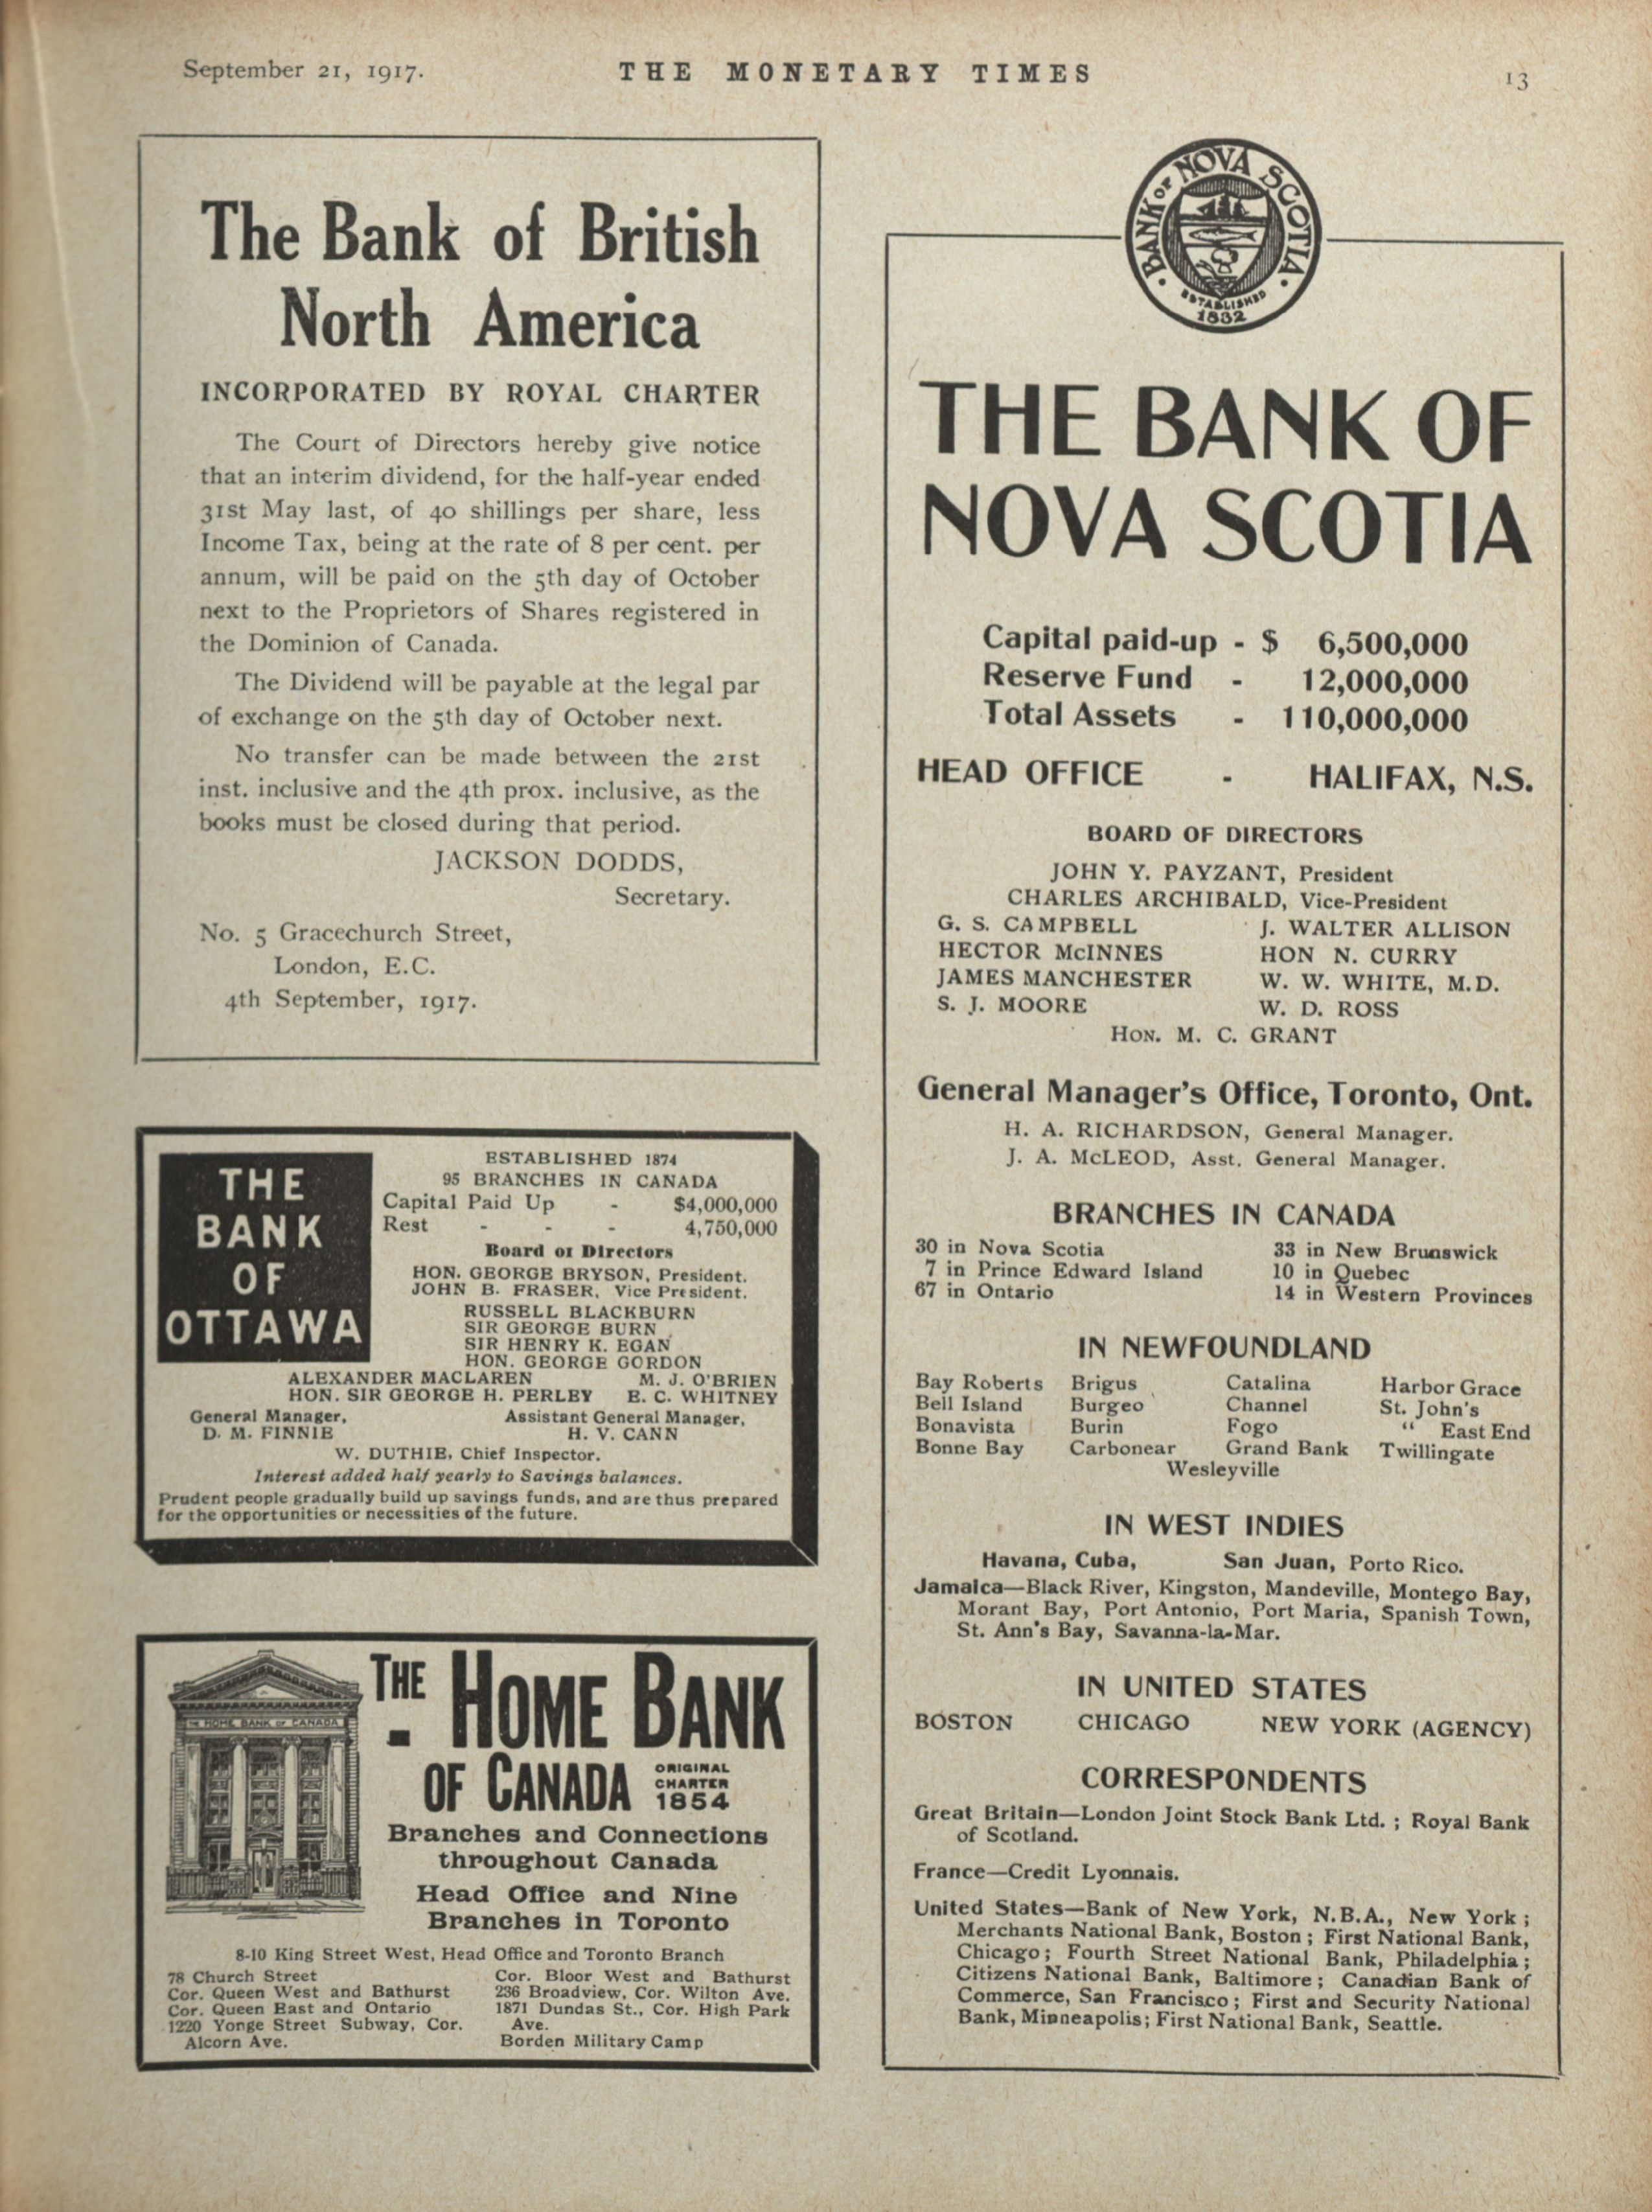 September 21, 1917.
THE MONETARY TIMES
13
The Bank of British
North America
INCORPORATED BY ROYAL CHARTER
The Court of Directors hereby give notice
that an interim dividend, for the half-year ended
31st May last, of 40 shillings per share, less
Income Tax, being at the rate of 8 per cent. per
annum, will be paid on the 5th day of October
next to the Proprietors of Shares registered in
the Dominion of Canada.
The Dividend will be payable at the legal par
of exchange on the 5th day of October next.
No transfer can be made between the 21st
inst. inclusive and the 4th prox. inclusive, as the
books must be closed during that period.
JACKSON DODDS,
Secretary.
No. 5 Gracechurch Street,
London, E.C.
4th September, 1917.
THE
BANK
OF
OTTAWA
ESTABLISHED 1874
95 BRANCHES IN CANADA
Capital Paid Up - $4,000,000
Rest - - - 4,750,000
Board of Directors
HON. GEORGE BRYSON, President.
JOHN B. FRASER, Vice President.
RUSSELL BLACKBURN
SIR GEORGE BURN
SIR HENRY K. EGAN
HON. GEORGE GORDON
ALEXANDER MACLAREN M. J. O'BRIEN
HON. SIR GEORGE H. PERLEY E. C. WHITNEY
General Manager, Assistant General Manager,
D. M. FINNIE H. V. CANN
W. DUTHIE, Chief Inspector.
Interest added half yearly to Savings balances.
Prudent people gradually build up savings funds, and are thus prepared
for the opportunities or necessities of the future.
THE HOME BANK OF CANADA
THE HOME BANK
OF CANADA
ORIGINAL
CHARTER
1854
Branches and Connections
throughout Canada
Head Office and Nine
Branches in Toronto
8-10 King Street West, Head Office and Toronto Branch
78 Church Street
Cor. Queen West and Bathurst
Cor. Queen East and Ontario
1220 Yonge Street Subway, Cor.
Alcorn Ave.
Cor. Bloor West and Bathurst
236 Broadview, Cor. Wilton Ave.
1871 Dundas St., Cor. High Park
Ave.
Borden Military Camp
BANK OF NOVA SCOTIA
ESTABLISHED
1832
THE BANK OF
NOVA SCOTIA
Capital paid-up - $ 6,500,000
Reserve Fund - 12,000,000
Total Assets - 110,000,000
HEAD OFFICE - HALIFAX, N.S.
BOARD OF DIRECTORS
JOHN Y. PAYZANT, President
CHARLES ARCHIBALD, Vice-President
G. S. CAMPBELL J. WALTER ALLISON
HECTOR McINNES HON N. CURRY
JAMES MANCHESTER W. W. WHITE, M.D.
S. J. MOORE W. D. ROSS
HON. M. C. GRANT
General Manager's Office, Toronto, Ont.
H. A. RICHARDSON, General Manager.
J. A. McLEOD, Asst. General Manager.
BRANCHES IN CANADA
30 in Nova Scotia 33 in New Brunswick
7 in Prince Edward Island 10 in Quebec
67 in Ontario 14 in Western Provinces
IN NEWFOUNDLAND
Bay Roberts Brigus Catalina Harbor Grace
Bell Island Burgeo Channel St. John's
Bonavista Burin Fogo " East End
Bonne Bay Carbonear Grand Bank Twillingate
Wesleyville
IN WEST INDIES
Havana, Cuba, San Juan, Porto Rico.
Jamaica—Black River, Kingston, Mandeville, Montego Bay,
Morant Bay, Port Antonio, Port Maria, Spanish Town,
St. Ann's Bay, Savanna-la-Mar.
IN UNITED STATES
BOSTON CHICAGO NEW YORK (AGENCY)
CORRESPONDENTS
Great Britain—London Joint Stock Bank Ltd. ; Royal Bank
of Scotland.
France—Credit Lyonnais.
United States—Bank of New York, N.B.A., New York ;
Merchants National Bank, Boston ; First National Bank,
Chicago ; Fourth Street National Bank, Philadelphia ;
Citizens National Bank, Baltimore ; Canadian Bank of
Commerce, San Francisco ; First and Security National
Bank, Minneapolis; First National Bank, Seattle.